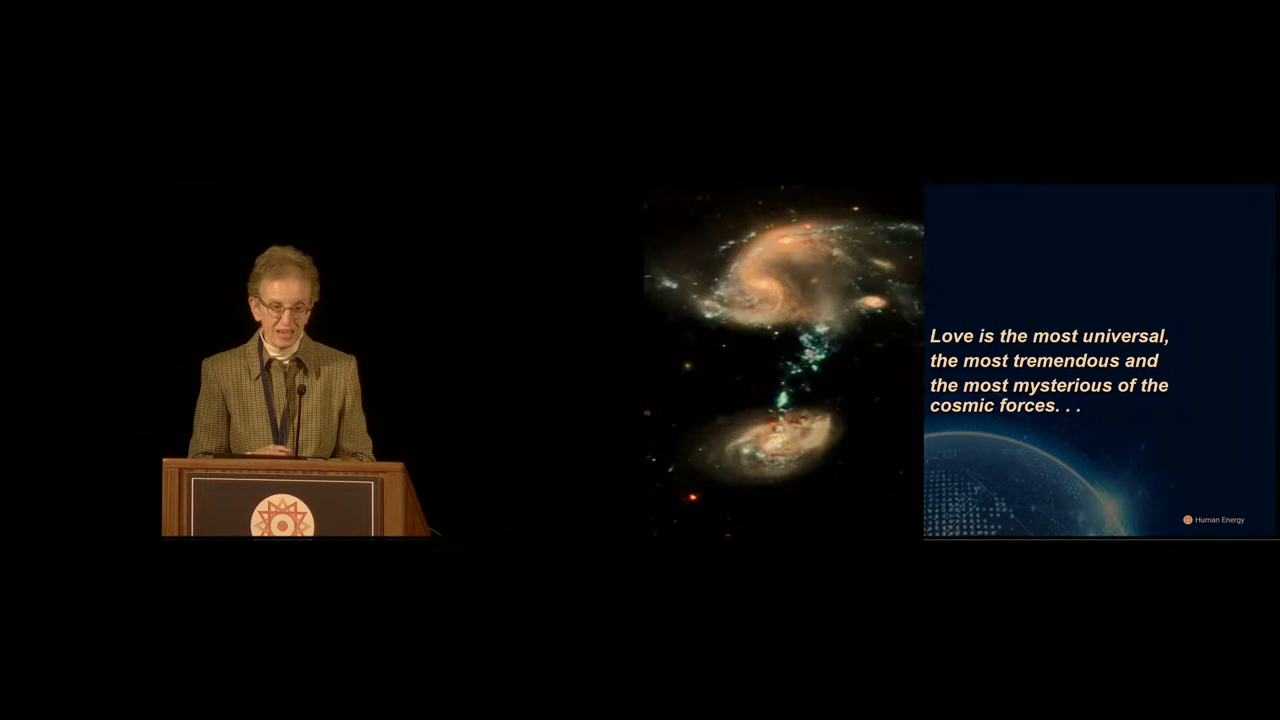 Love is the most universal,
the most tremendous and
the most mysterious of the
cosmic forces. . .
Human Energy